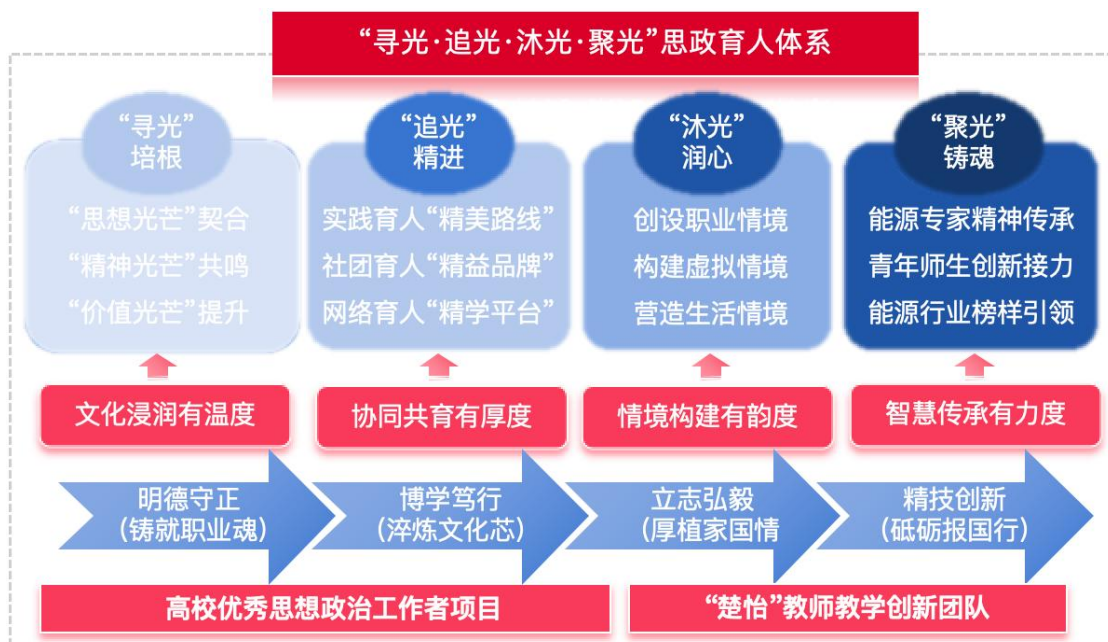 “寻光·追光·沐光·聚光”思政育人体系
“寻光”
培根
“思想光芒”契合
“精神光芒”共鸣
“价值光芒”提升
“追光”
精进
实践育人“精美路线”
社团育人“精益品牌”
网络育人“精学平台”
“沐光”
润心
创设职业情境
构建虚拟情境
营造生活情境
“聚光”
铸魂
能源专家精神传承
青年师生创新接力
能源行业榜样引领
文化浸润有温度
协同共育有厚度
情境构建有韵度
智慧传承有力度
明德守正
(铸就职业魂)
博学笃行
(淬炼文化芯)
立志弘毅
(厚植家国情
精技创新
(砥砺报国行)
高校优秀思想政治工作者项目
“楚怡”教师教学创新团队